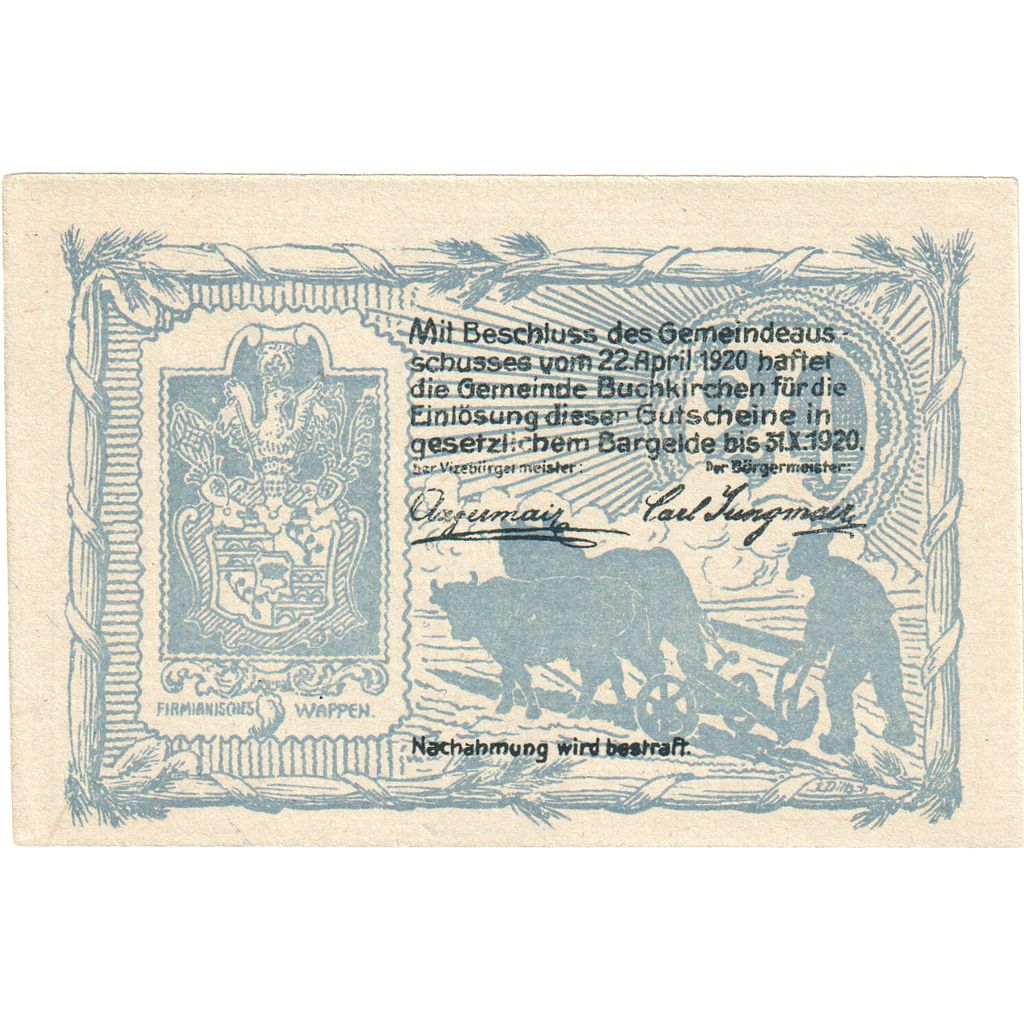 Mit Beschluss des Gemeindeaus-
schusses vom 22. April 1920 haftet
die Gemeinde Buchkirchen für die
Einlösung dieser Gutscheine in
gesetzlichem Bargelde bis 31.X.1920.
Der Vizebürgermeister: Der Bürgermeister:
Carl Jungmair
FIRMIANISCHES WAPPEN.
Nachahmung wird bestraft.